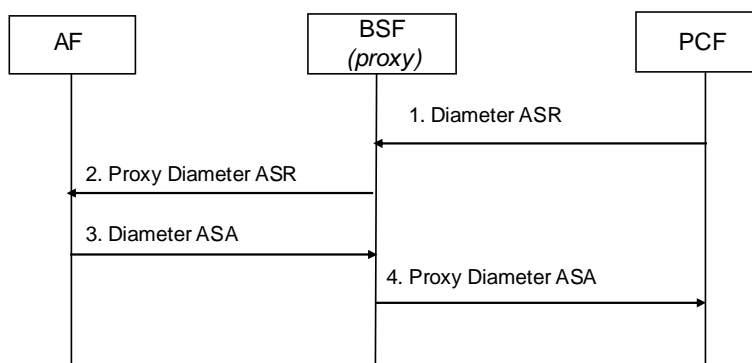 AF
BSF
(proxy)
PCF
1. Diameter ASR
2. Proxy Diameter ASR
3. Diameter ASA
4. Proxy Diameter ASA